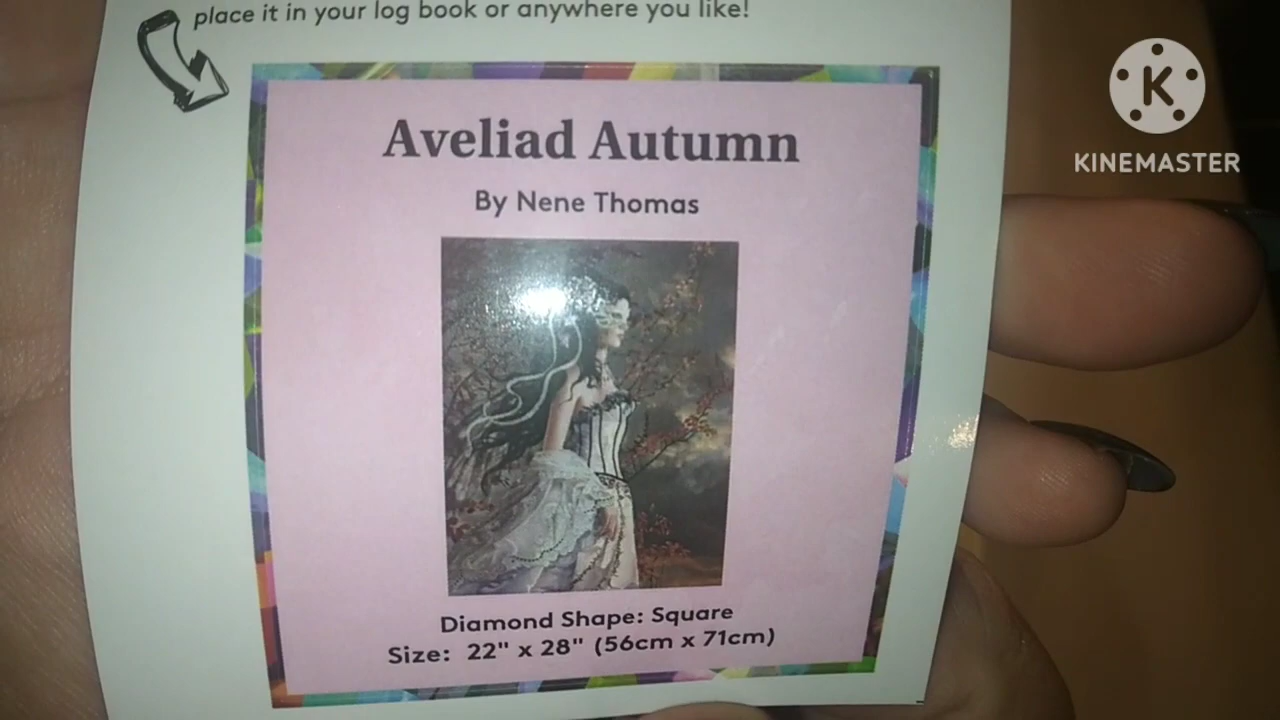 place it in your log book or anywhere you like!
Aveliad Autumn
By Nene Thomas
Diamond Shape: Square
Size: 22" x 28" (56cm x 71cm)
K
KINEMASTER